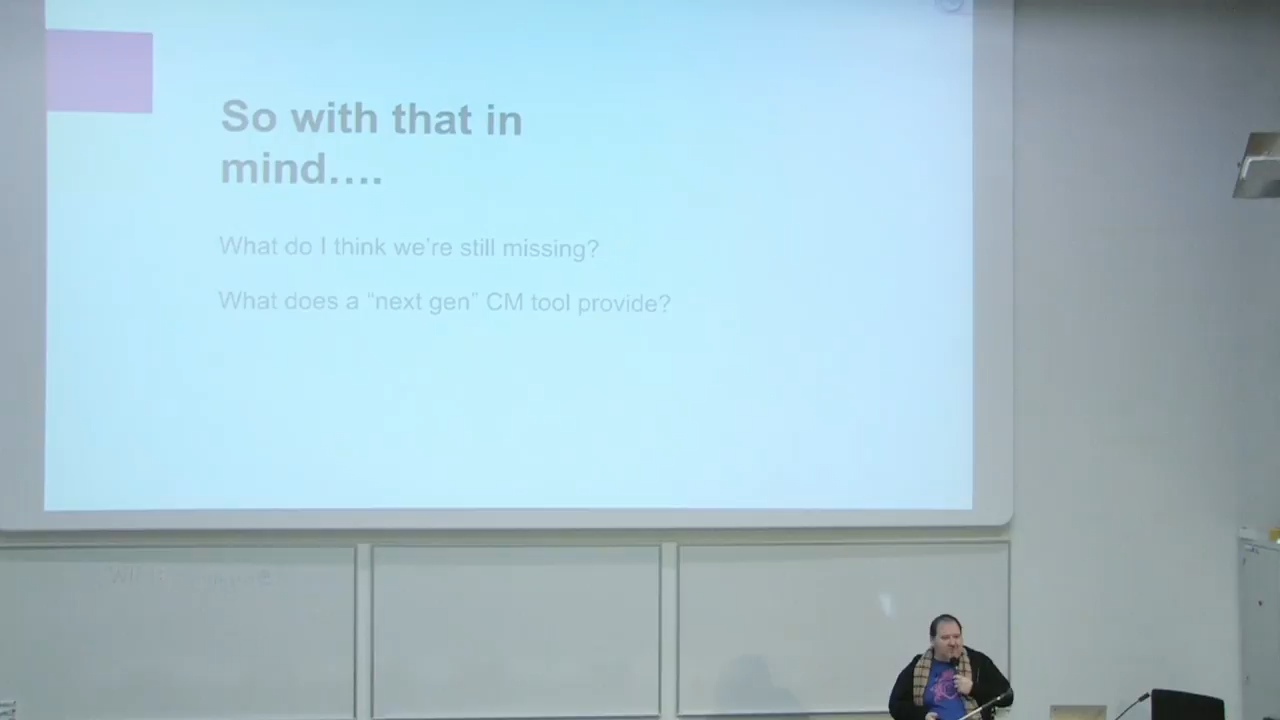 So with that in
mind....
What do I think we're still missing?
What does a “next gen” CM tool provide?